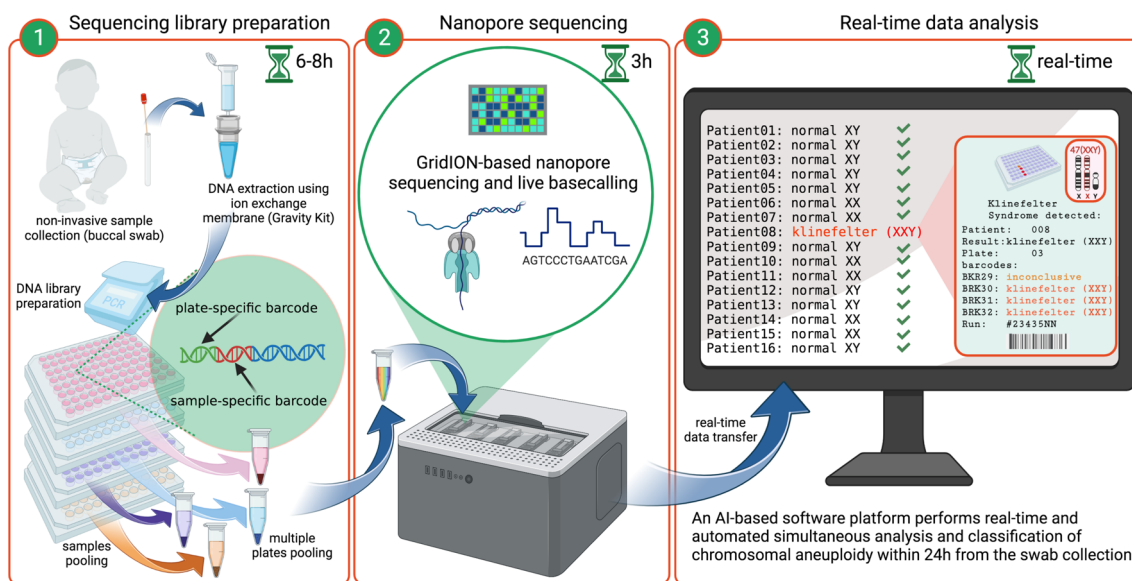 1
Sequencing library preparation
6-8h
non-invasive sample
collection (buccal swab)
DNA extraction using
ion exchange
membrane (Gravity Kit)
DNA library
preparation
PCR
plate-specific barcode
sample-specific barcode
samples
pooling
multiple
plates pooling
2
Nanopore sequencing
3h
GridION-based nanopore
sequencing and live basecalling
AGTCCCTGAATCGA
3
Real-time data analysis
real-time
Patient01: normal XY
Patient02: normal XY
Patient03: normal XY
Patient04: normal XY
Patient05: normal XY
Patient06: normal XX
Patient07: normal XX
Patient08: klinefelter (XXY)
Patient09: normal XY
Patient10: normal XX
Patient11: normal XX
Patient12: normal XY
Patient13: normal XY
Patient14: normal XX
Patient15: normal XX
Patient16: normal XY
47(XXY)
X X Y
Klinefelter
Syndrome detected:
Patient: 008
Result:klinefelter (XXY)
Plate: 03
barcodes:
BKR29: inconclusive
BRK30: klinefelter (XXY)
BRK31: klinefelter (XXY)
BRK32: klinefelter (XXY)
Run: #23435NN
real-time
data transfer
An AI-based software platform performs real-time and
automated simultaneous analysis and classification of
chromosomal aneuploidy within 24h from the swab collection